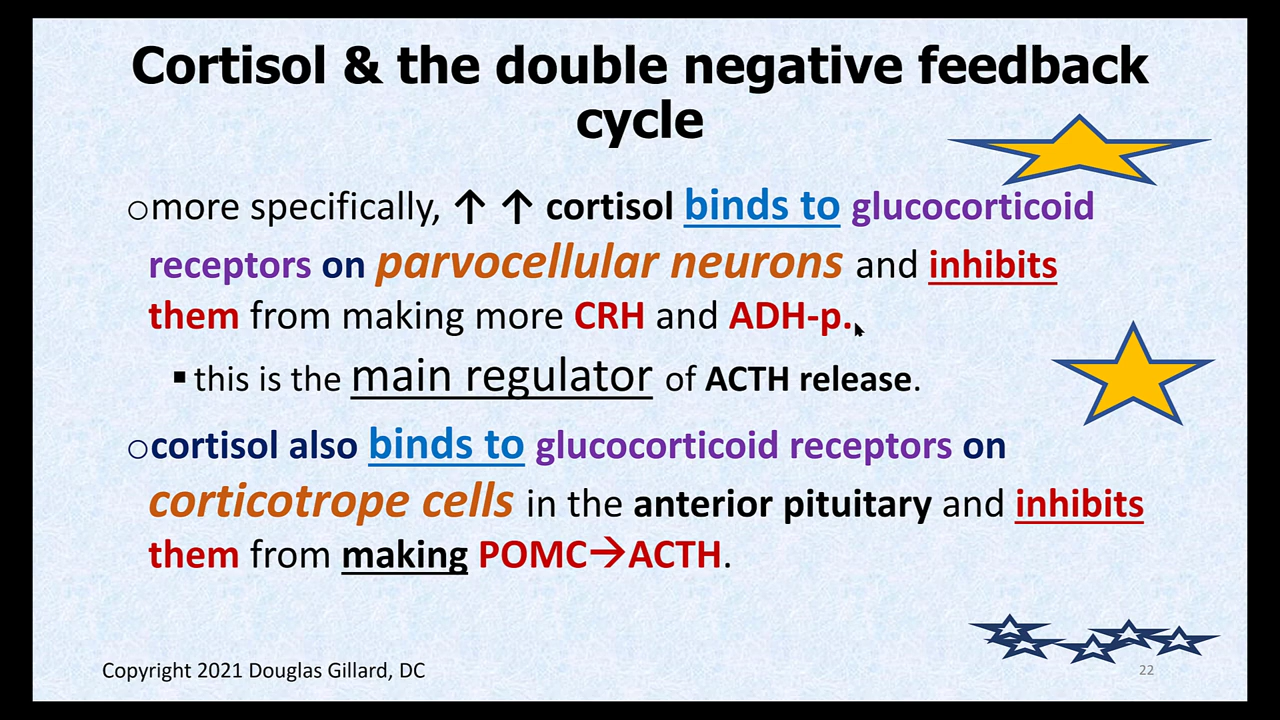 Cortisol & the double negative feedback
cycle
omore specifically, ↑ ↑ cortisol binds to glucocorticoid
receptors on parvocellular neurons and inhibits
them from making more CRH and ADH-p.
▪ this is the main regulator of ACTH release.
ocortisol also binds to glucocorticoid receptors on
corticotrope cells in the anterior pituitary and inhibits
them from making POMC→ACTH.
Copyright 2021 Douglas Gillard, DC
22